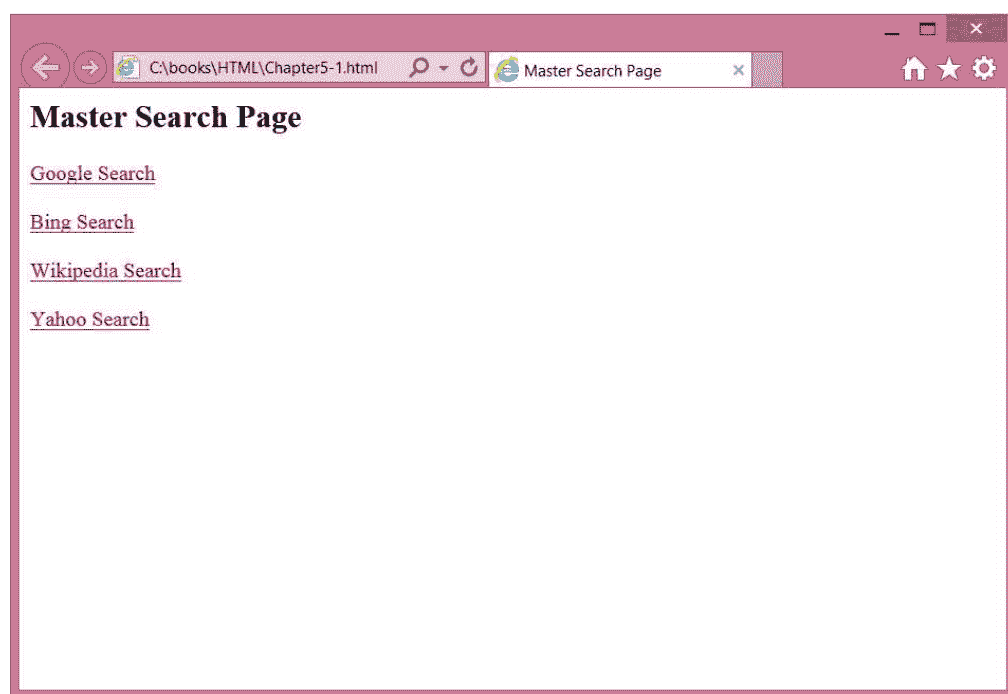 C:\books\HTML\Chapter5-1.html
Master Search Page
Master Search Page
Google Search
Bing Search
Wikipedia Search
Yahoo Search